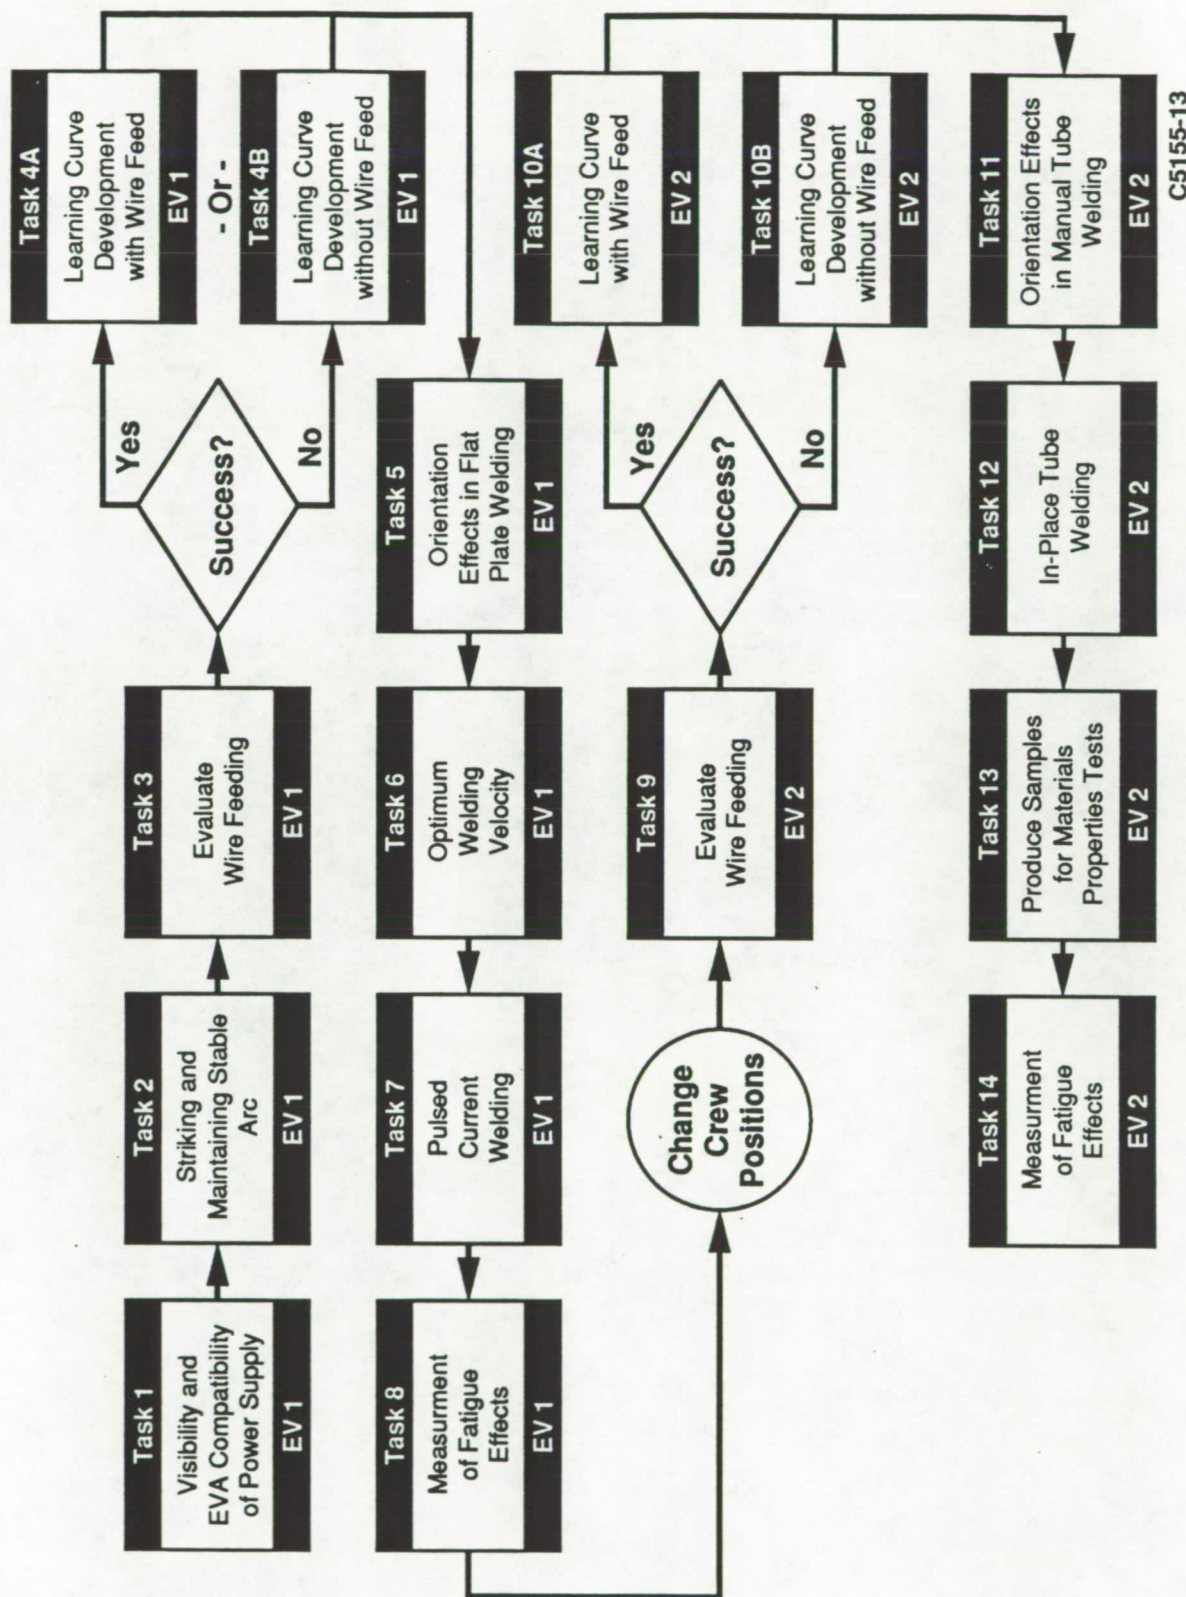 Task 1
Visibility and
EVA Compatibility
of Power Supply
EV 1
Task 2
Striking and
Maintaining Stable
Arc
EV 1
Task 3
Evaluate
Wire Feeding
EV 1
Success?
Yes
No
Task 4A
Learning Curve
Development
with Wire Feed
EV 1
- Or -
Task 4B
Learning Curve
Development
without Wire Feed
EV 1
Task 5
Orientation
Effects in Flat
Plate Welding
EV 1
Task 6
Optimum
Welding
Velocity
EV 1
Task 7
Pulsed
Current
Welding
EV 1
Task 8
Measurment
of Fatigue
Effects
EV 1
Change
Crew
Positions
Task 9
Evaluate
Wire Feeding
EV 2
Success?
Yes
No
Task 10A
Learning Curve
with Wire Feed
EV 2
Task 10B
Learning Curve
Development
without Wire Feed
EV 2
Task 11
Orientation Effects
in Manual Tube
Welding
EV 2
Task 12
In-Place Tube
Welding
EV 2
Task 13
Produce Samples
for Materials
Properties Tests
EV 2
Task 14
Measurment
of Fatigue
Effects
EV 2
C5155-13